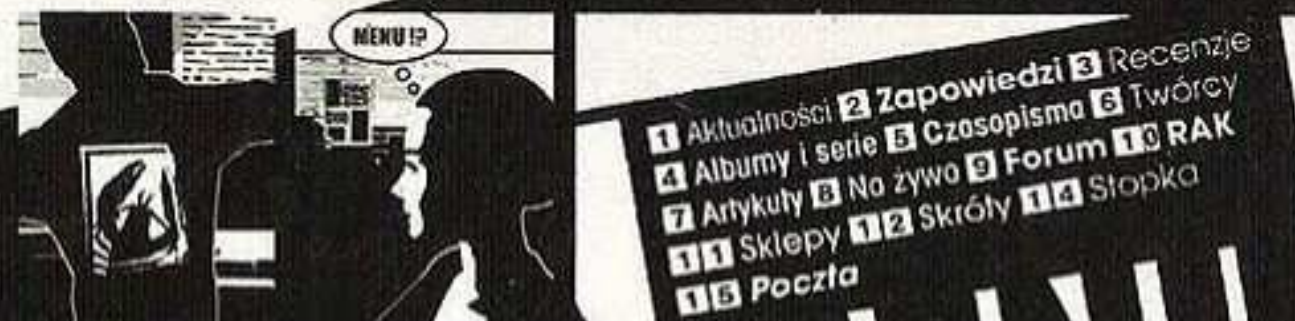 MENU !?
1 Aktualności 2 Zapowiedzi 3 Recenzje
4 Albumy i serie 5 Czasopisma 6 Twórcy
7 Artykuły 8 Na żywo 9 Forum 10 RAK
11 Sklepy 12 Skróty 14 Stopka
15 Poczta